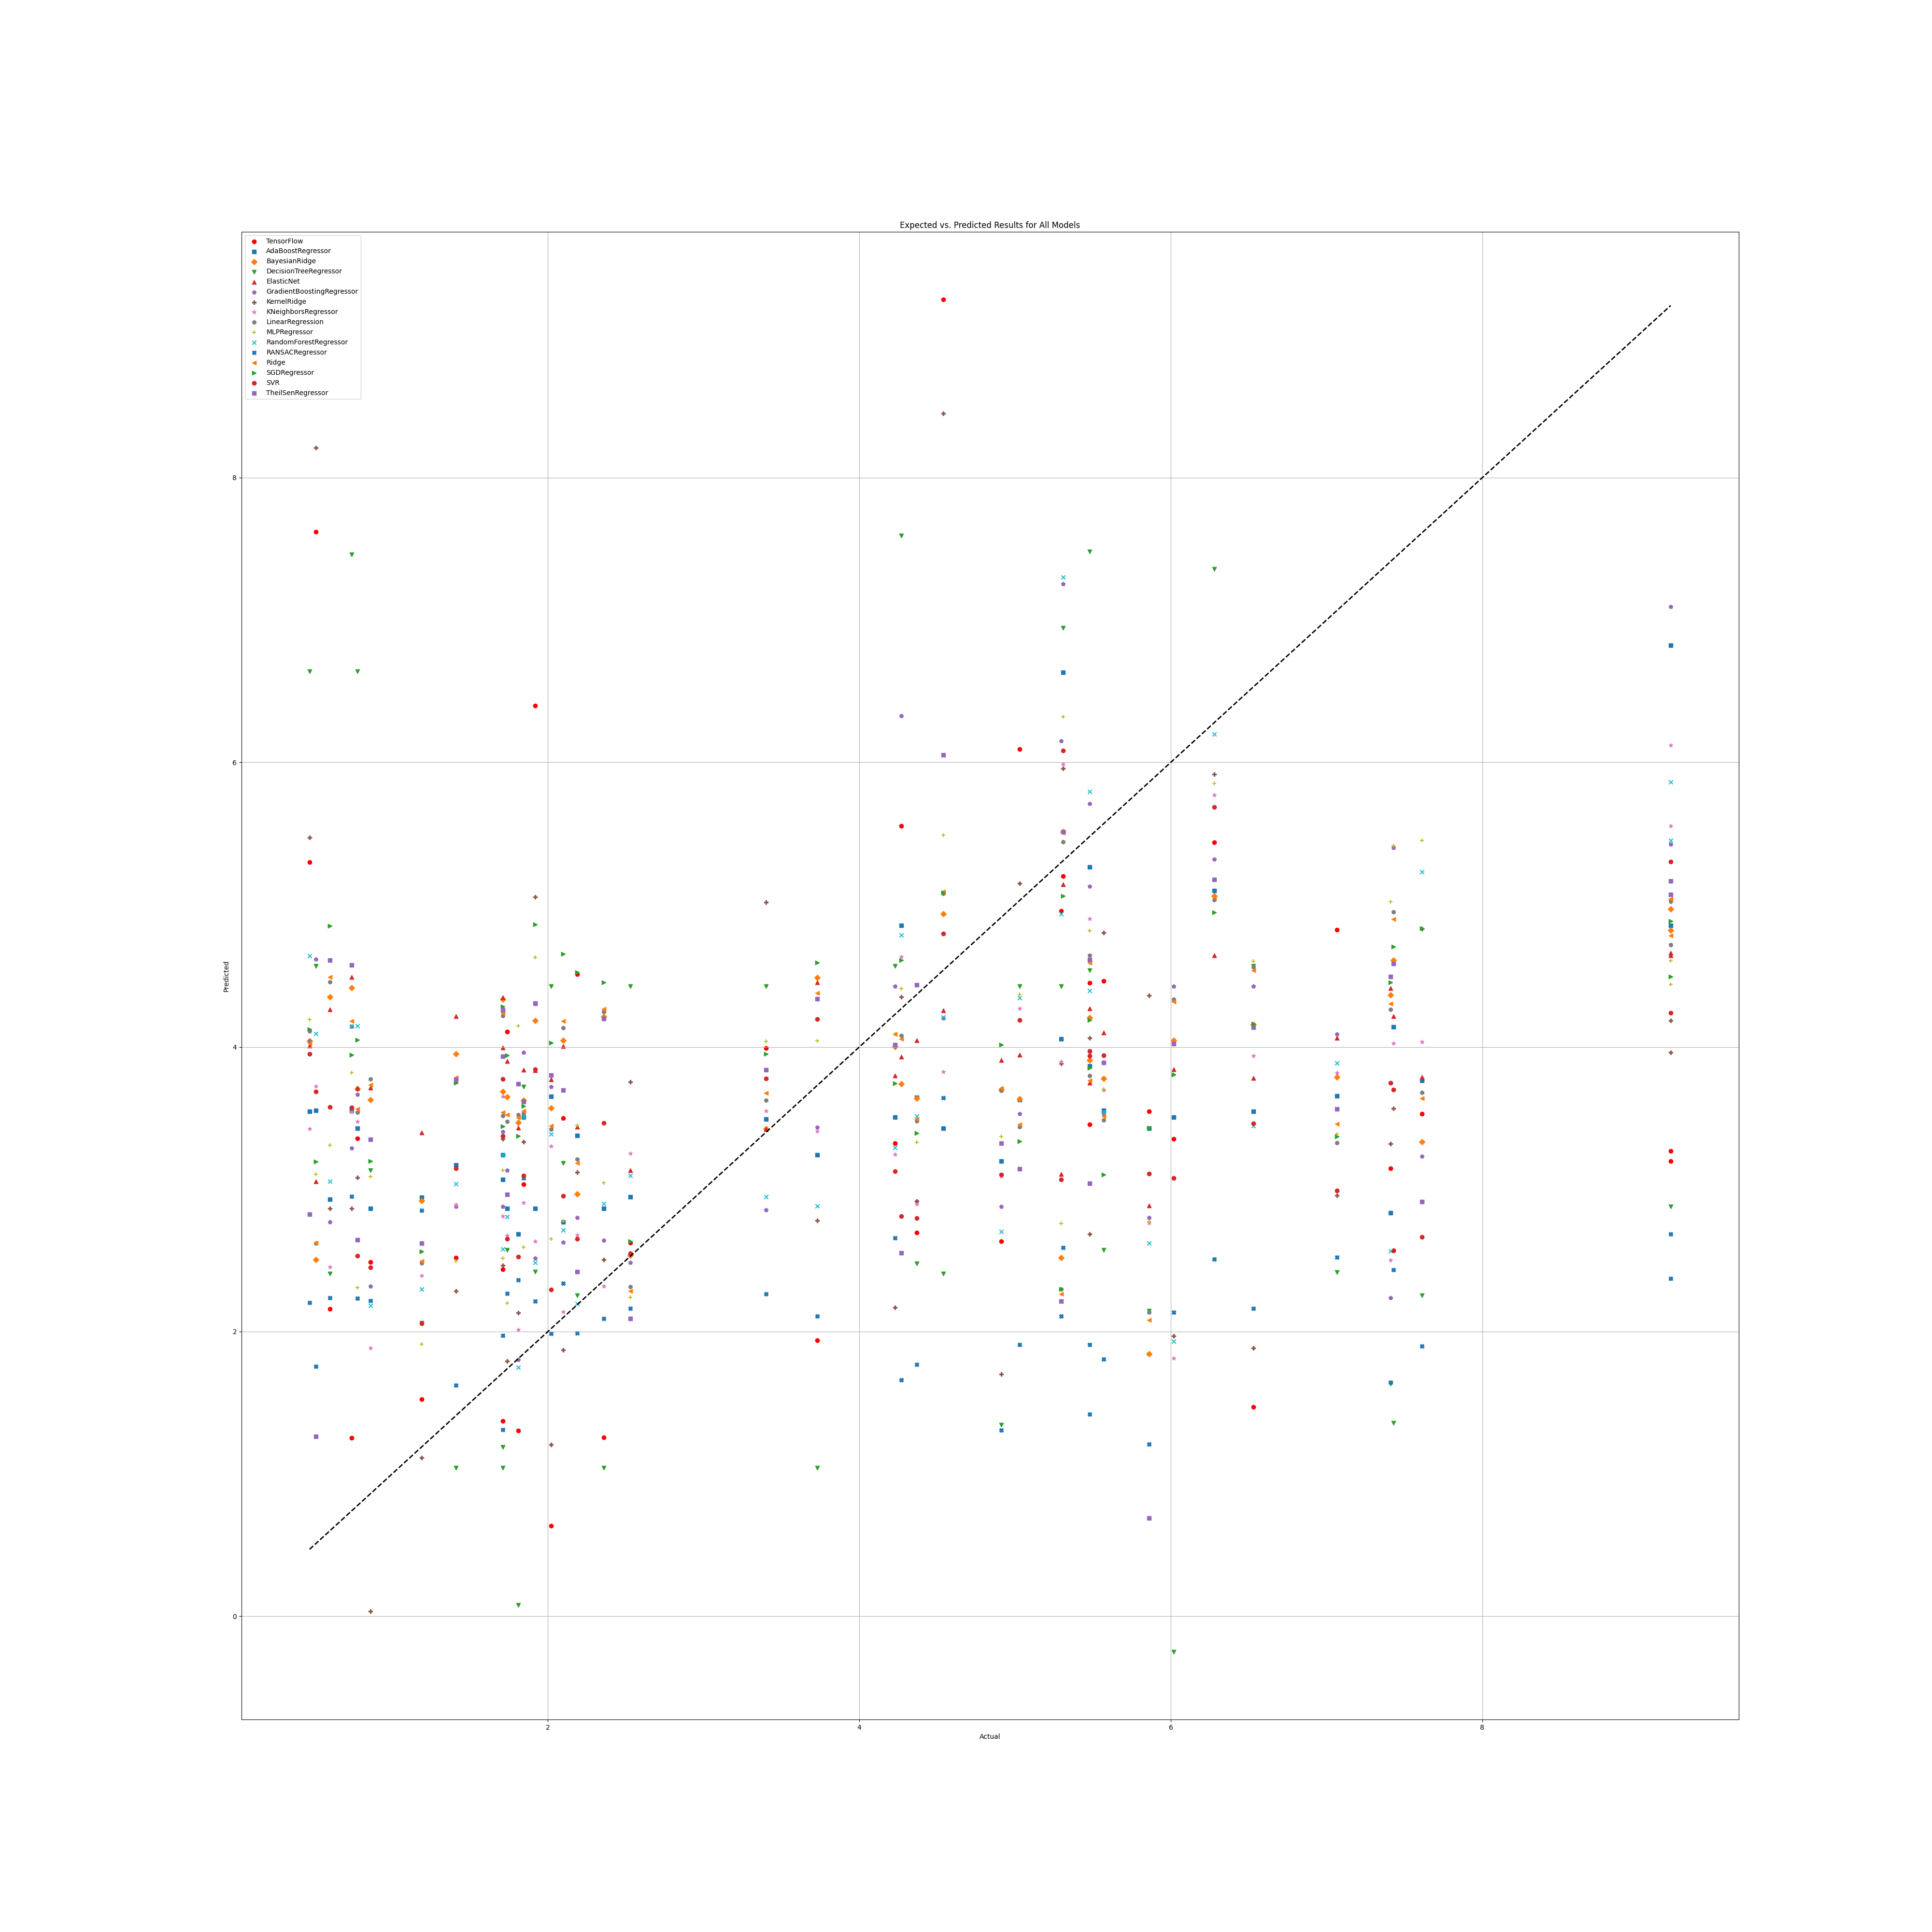 Expected vs. Predicted Results for All Models
TensorFlow
AdaBoostRegressor
BayesianRidge
DecisionTreeRegressor
ElasticNet
GradientBoostingRegressor
KernelRidge
KNeighborsRegressor
LinearRegression
MLPRegressor
RandomForestRegressor
RANSACRegressor
Ridge
SGDRegressor
SVR
TheilSenRegressor
8
6
Predicted
4
2
0
2 4 6 8
Actual